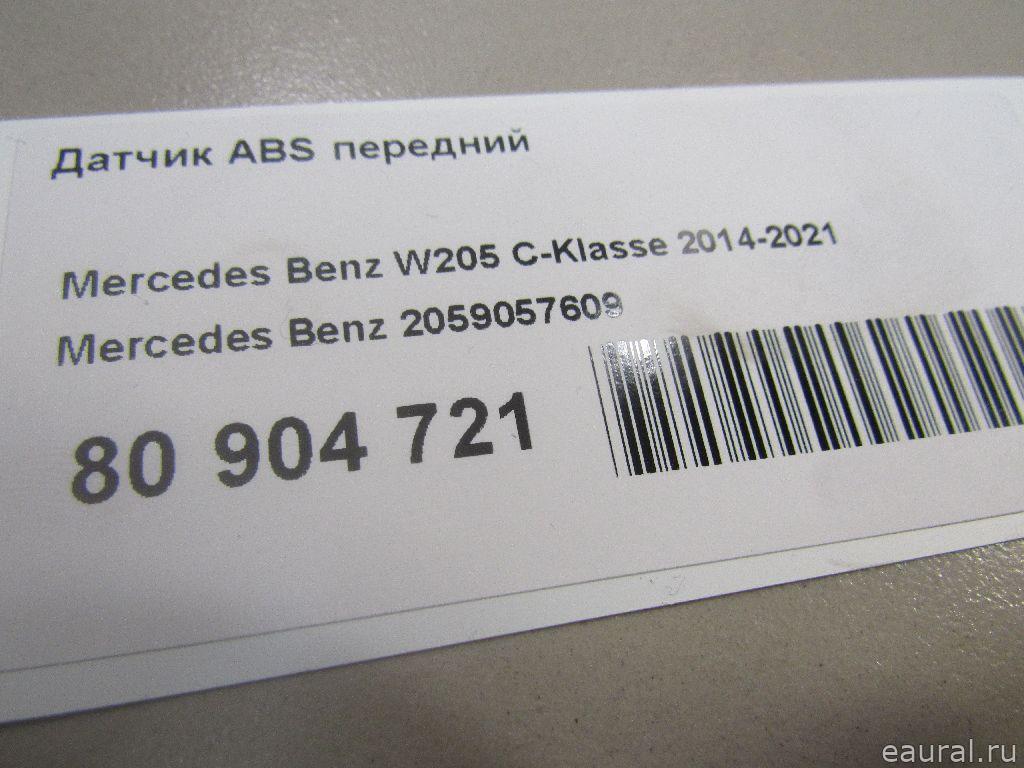 Датчик ABS передний
Mercedes Benz W205 C-Klasse 2014-2021
Mercedes Benz 2059057609
80 904 721
eaural.ru